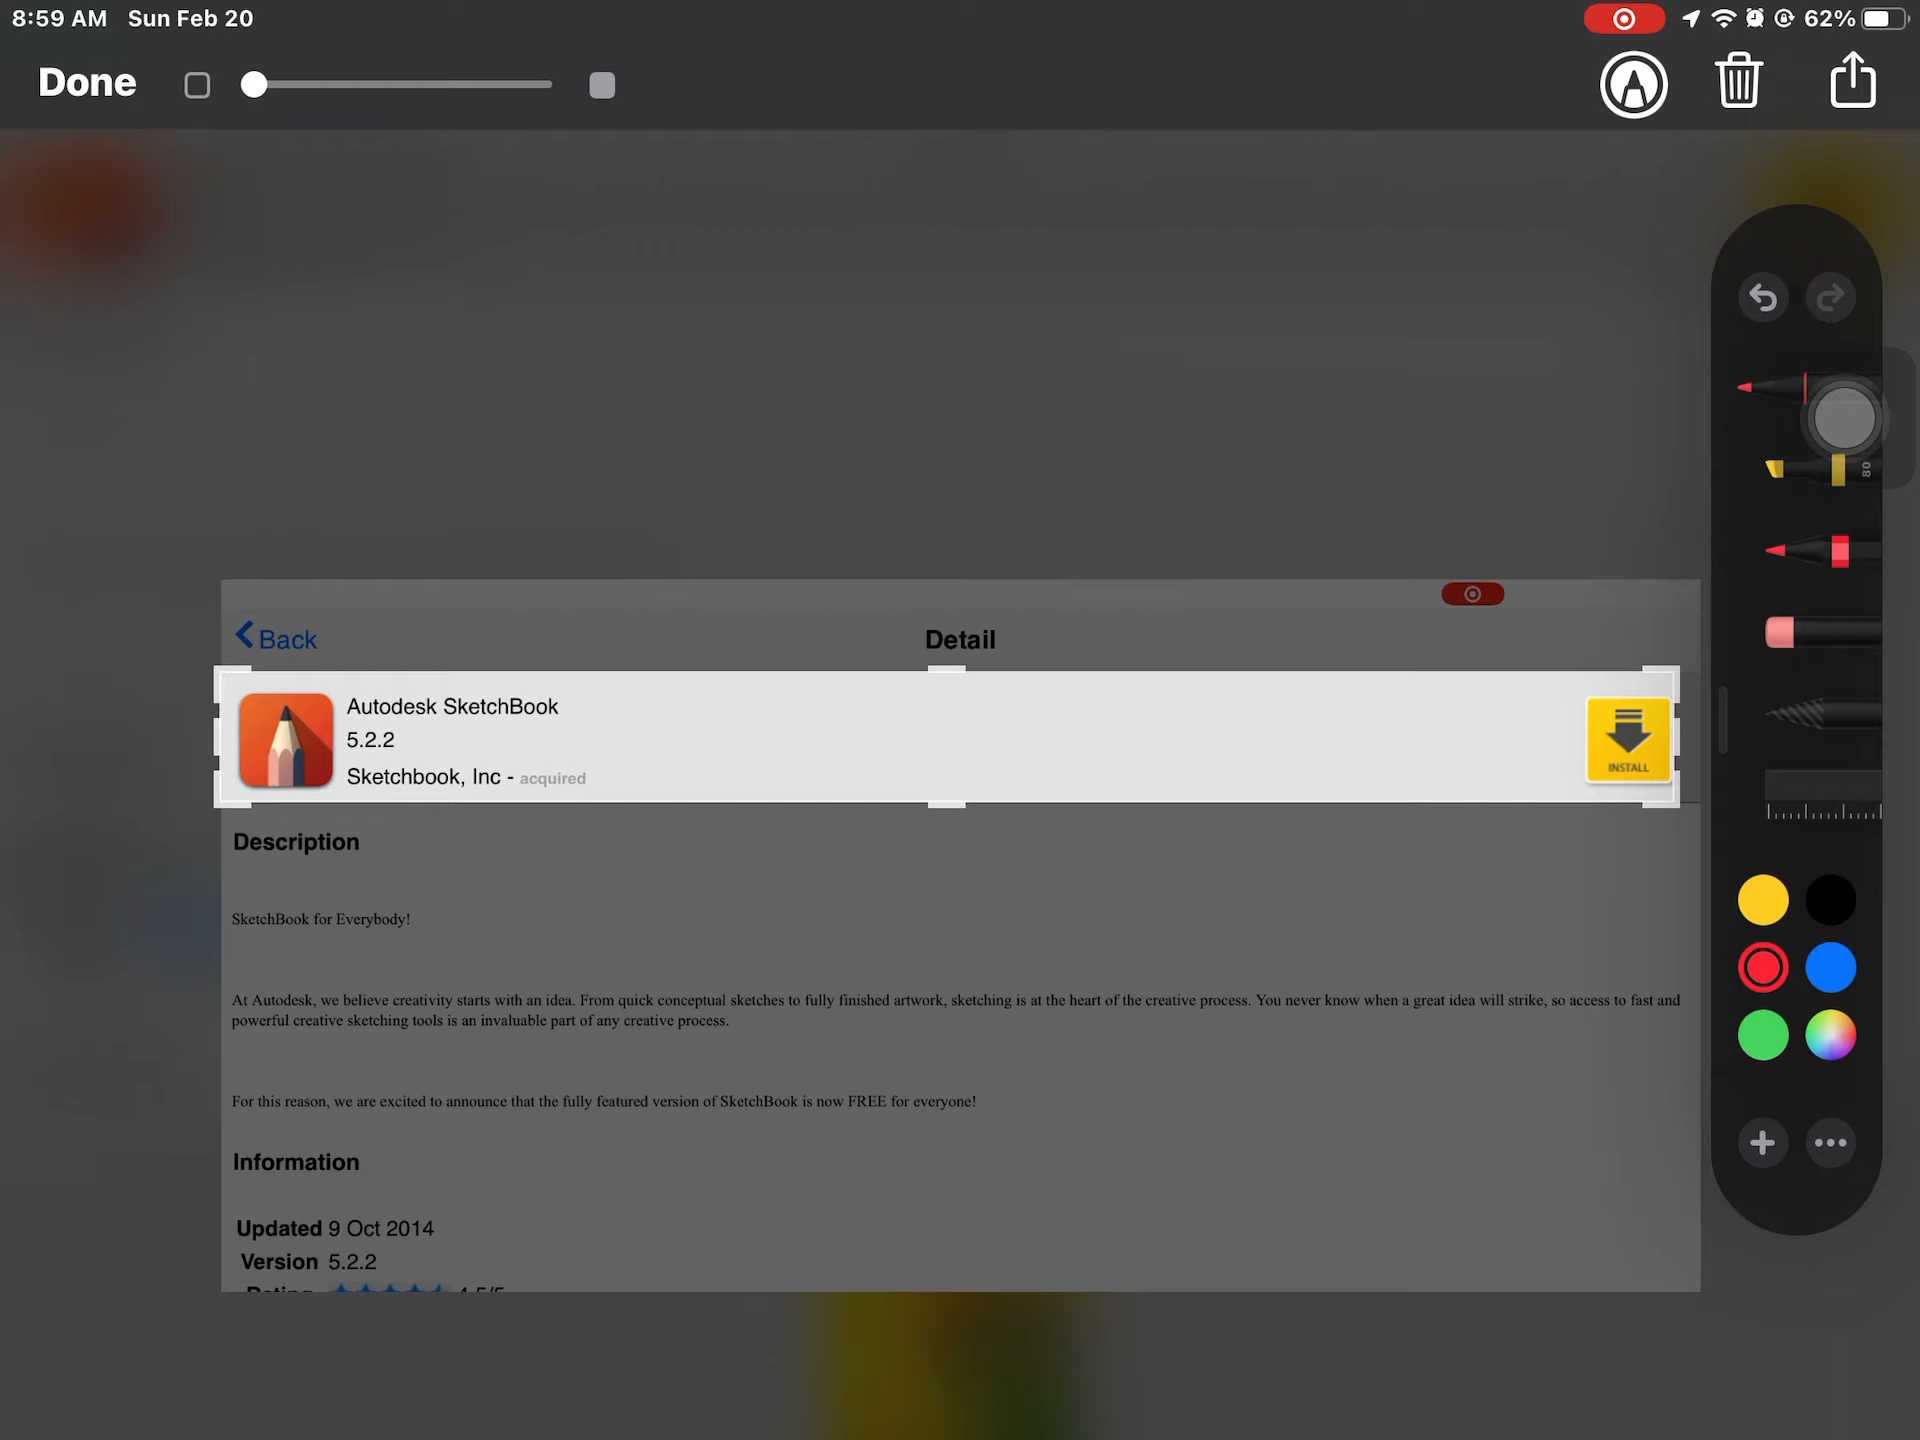 8:59 AM Sun Feb 20
62%
Done
80
Back
Detail
Autodesk SketchBook
5.2.2
Sketchbook, Inc - acquired
INSTALL
Description
SketchBook for Everybody!
At Autodesk, we believe creativity starts with an idea. From quick conceptual sketches to fully finished artwork, sketching is at the heart of the creative process. You never know when a great idea will strike, so access to fast and
powerful creative sketching tools is an invaluable part of any creative process.
For this reason, we are excited to announce that the fully featured version of SketchBook is now FREE for everyone!
Information
Updated 9 Oct 2014
Version 5.2.2
Rating 4.5/5